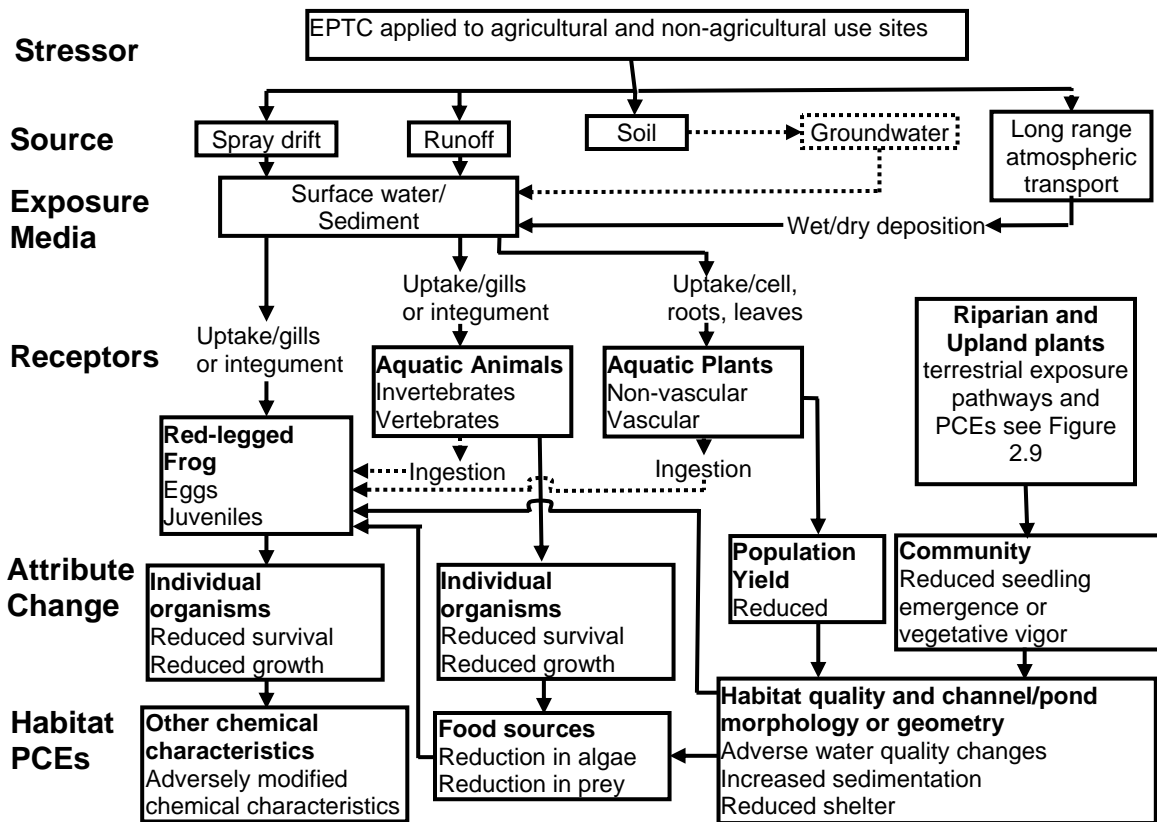 Stressor
EPTC applied to agricultural and non-agricultural use sites
Source
Spray drift
Runoff
Soil
Groundwater
Long range
atmospheric
transport
Exposure
Media
Surface water/
Sediment
Wet/dry deposition
Uptake/gills
or integument
Uptake/gills
or integument
Uptake/cell,
roots, leaves
Receptors
Red-legged
Frog
Eggs
Juveniles
Aquatic Animals
Invertebrates
Vertebrates
Aquatic Plants
Non-vascular
Vascular
Riparian and
Upland plants
terrestrial exposure
pathways and
PCEs see Figure
2.9
Ingestion
Ingestion
Attribute
Change
Individual
organisms
Reduced survival
Reduced growth
Individual
organisms
Reduced survival
Reduced growth
Population
Yield
Reduced
Community
Reduced seedling
emergence or
vegetative vigor
Habitat
PCEs
Other chemical
characteristics
Adversely modified
chemical characteristics
Food sources
Reduction in algae
Reduction in prey
Habitat quality and channel/pond
morphology or geometry
Adverse water quality changes
Increased sedimentation
Reduced shelter